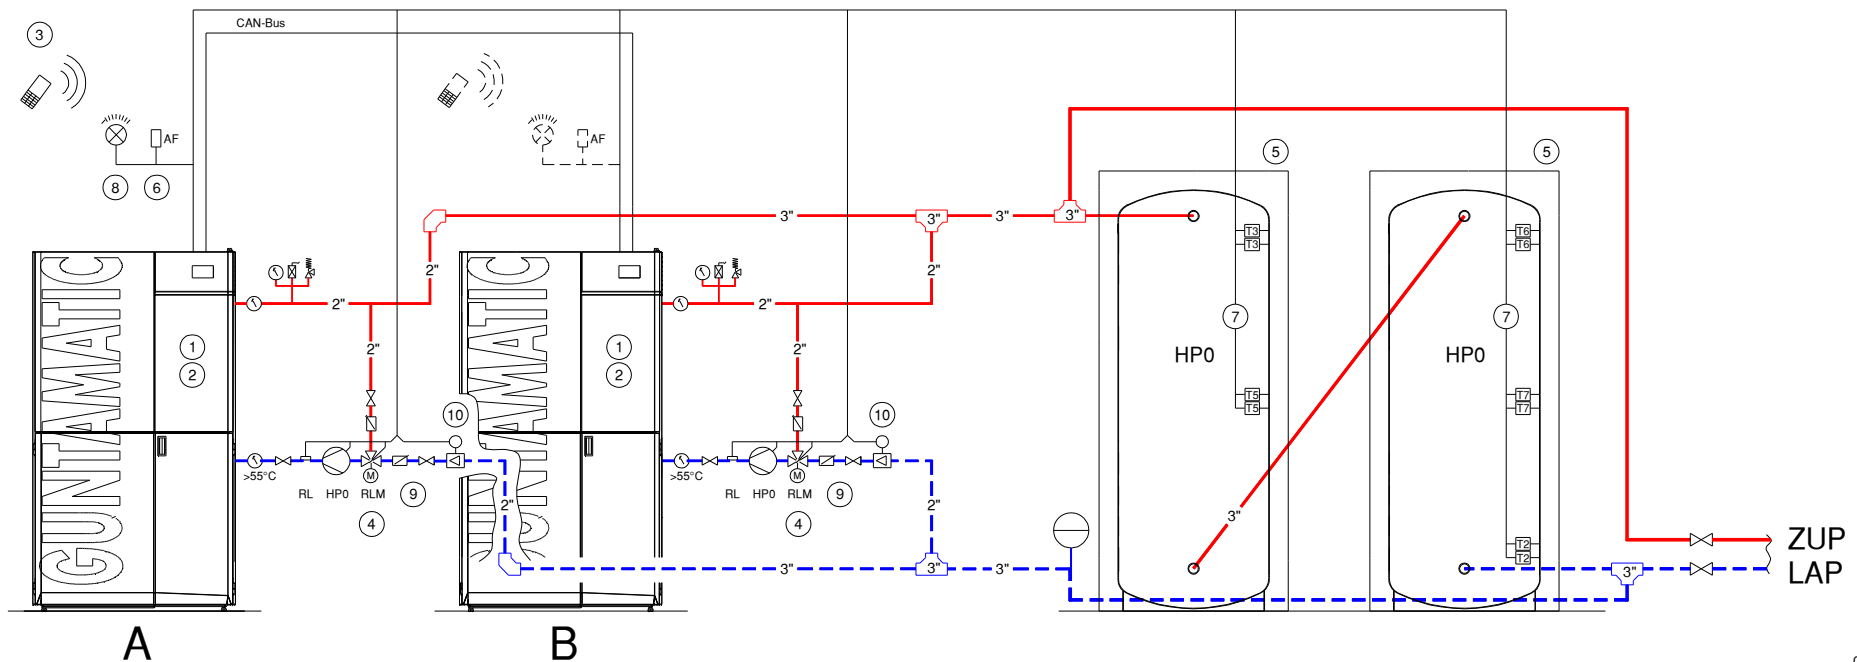 CAN-Bus
3
AF
AF
8
6
5
5
3"
3"
3"
3"
T3
T3
T6
T6
2"
2"
2"
2"
GUNTAMATIC
GUNTAMATIC
7
7
1
2
2"
1
2
2"
HP0
HP0
T5
T5
T7
T7
10
10
>55°C
>55°C
RL
HP0
RLM
M
9
RL
HP0
RLM
M
9
4
4
2"
2"
3"
3"
3"
3"
T2
T2
3"
ZUP
LAP
A
B